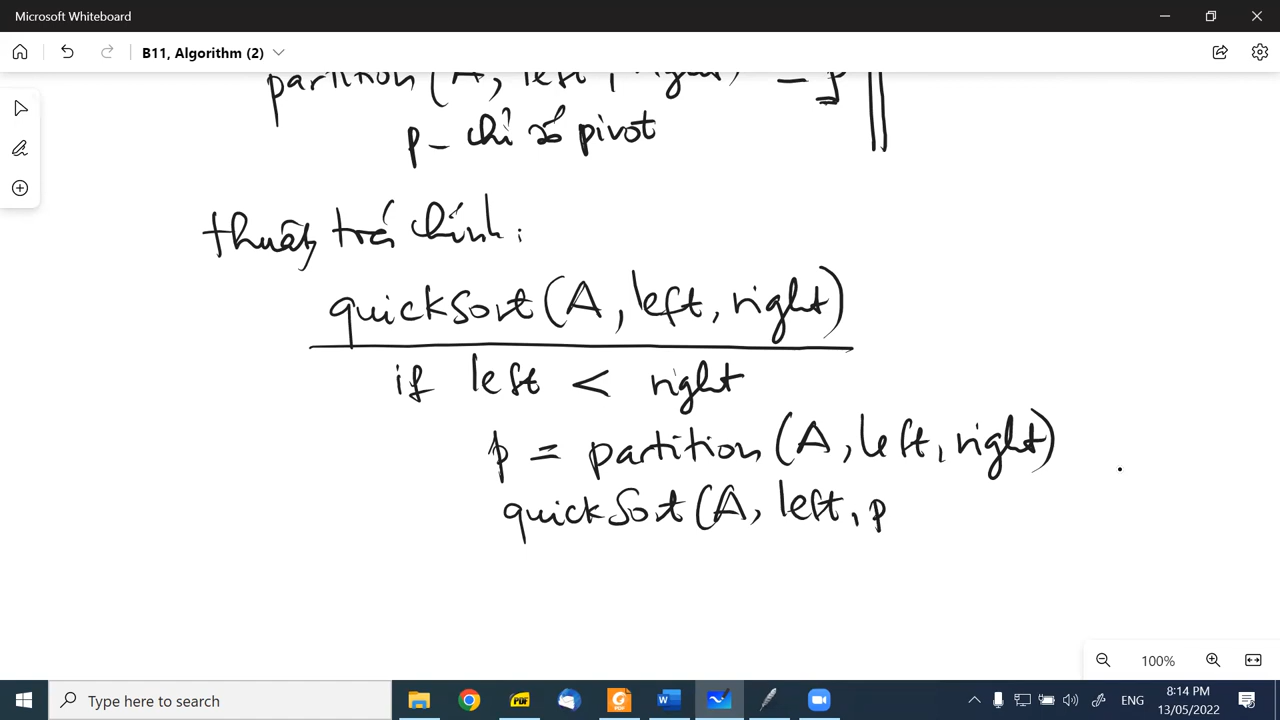 Microsoft Whiteboard
B11, Algorithm (2)
partition (A, left, right) = p
p - chỉ số pivot
thuật toán chính:
quickSort(A, left, right)
if left < right
p = partition (A, left, right)
quickSort(A, left, p
100%
Type here to search
ENG
8:14 PM
13/05/2022